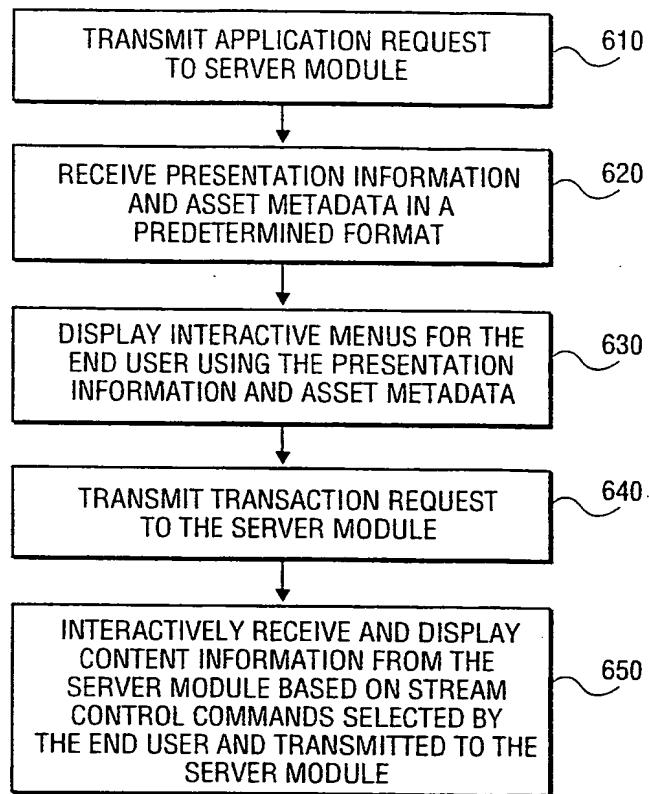 TRANSMIT APPLICATION REQUEST
TO SERVER MODULE
610
RECEIVE PRESENTATION INFORMATION
AND ASSET METADATA IN A
PREDETERMINED FORMAT
620
DISPLAY INTERACTIVE MENUS FOR THE
END USER USING THE PRESENTATION
INFORMATION AND ASSET METADATA
630
TRANSMIT TRANSACTION REQUEST
TO THE SERVER MODULE
640
INTERACTIVELY RECEIVE AND DISPLAY
CONTENT INFORMATION FROM THE
SERVER MODULE BASED ON STREAM
CONTROL COMMANDS SELECTED BY
THE END USER AND TRANSMITTED TO THE
SERVER MODULE
650